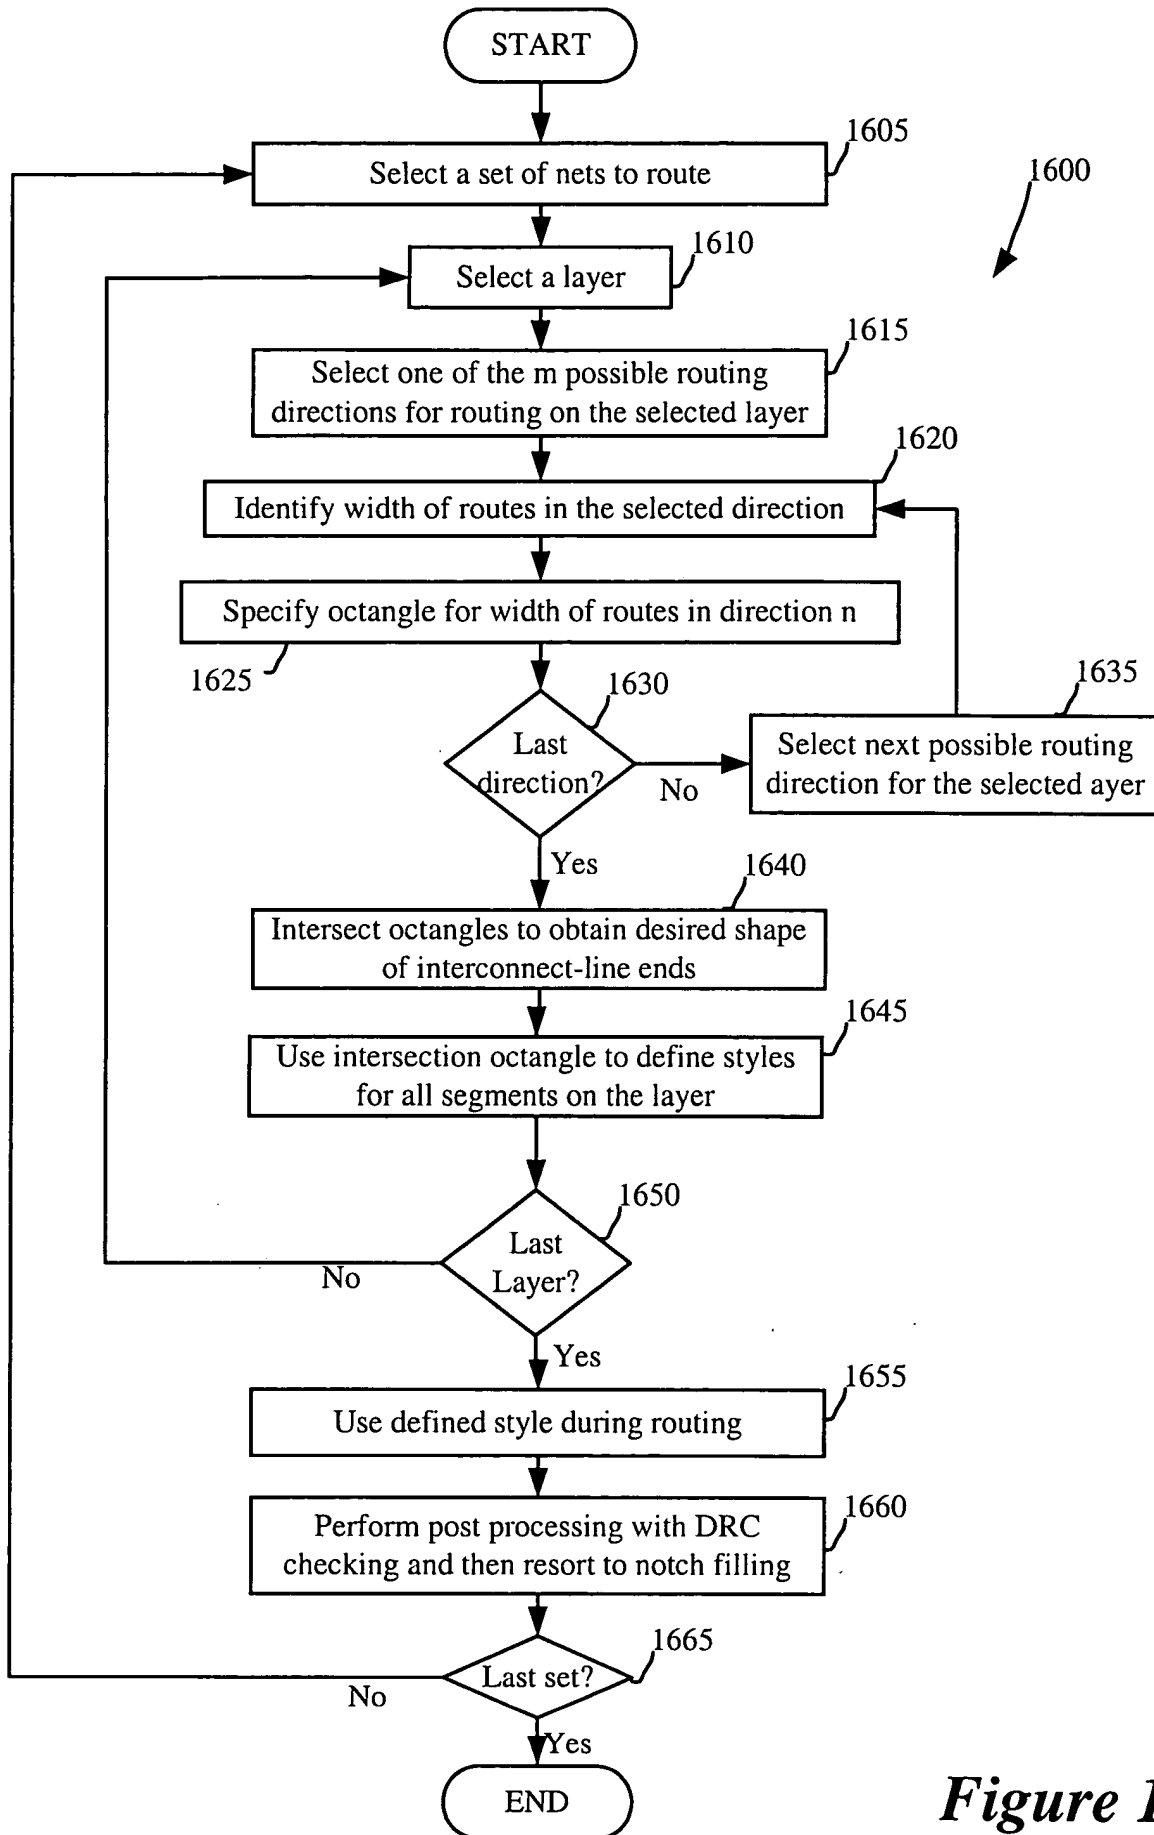 START
1605
Select a set of nets to route
1600
1610
Select a layer
1615
Select one of the m possible routing
directions for routing on the selected layer
1620
Identify width of routes in the selected direction
Specify octangle for width of routes in direction n
1625
1630
1635
Last
direction?
No
Select next possible routing
direction for the selected ayer
Yes
1640
Intersect octangles to obtain desired shape
of interconnect-line ends
1645
Use intersection octangle to define styles
for all segments on the layer
1650
Last
Layer?
No
Yes
1655
Use defined style during routing
1660
Perform post processing with DRC
checking and then resort to notch filling
1665
Last set?
No
Yes
END
Figure